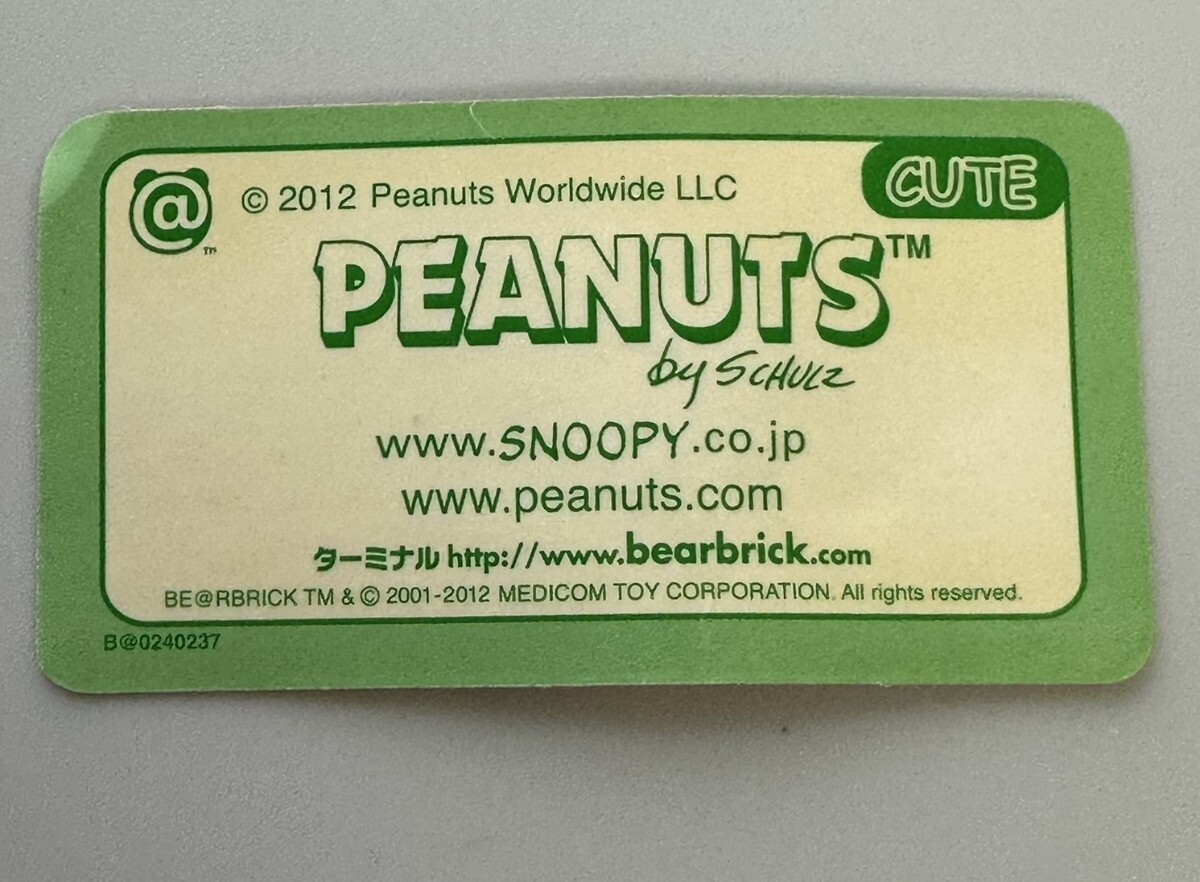 @™
© 2012 Peanuts Worldwide LLC
CUTE
PEANUTS™
by SCHULZ
www.SNOOPY.co.jp
www.peanuts.com
ターミナル http://www.bearbrick.com
BE@RBRICK TM & © 2001-2012 MEDICOM TOY CORPORATION. All rights reserved.
B@0240237